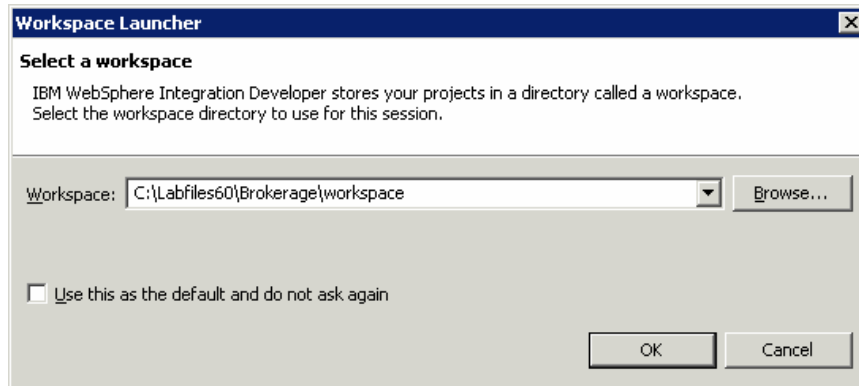 Workspace Launcher
Select a workspace
IBM WebSphere Integration Developer stores your projects in a directory called a workspace.
Select the workspace directory to use for this session.
Workspace: C:\Labfiles60\Brokerage\workspace Browse...
Use this as the default and do not ask again
OK Cancel